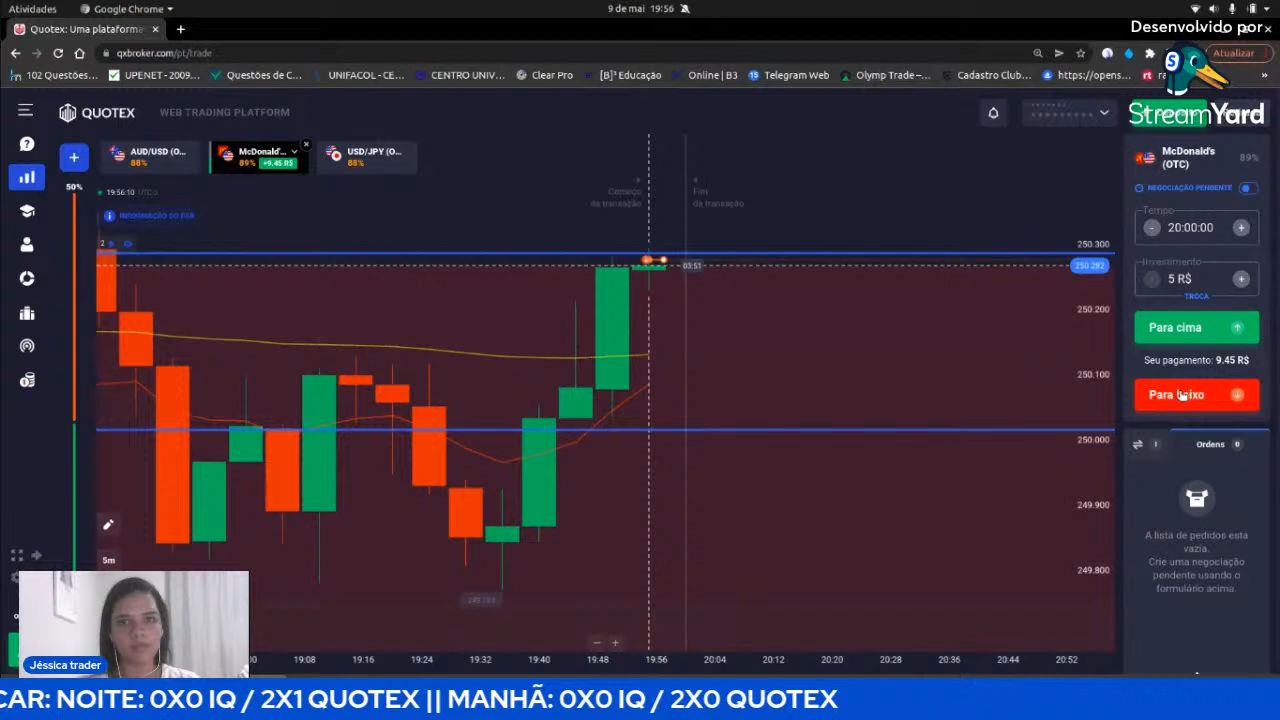 Atividades
Google Chrome
9 de mai 19:56
Quotex: Uma plataforma
Desenvolvido por
qxbroker.com/pt/trade
Atualizar
102 Questões...
UPENET - 2009...
Questões de C...
UNIFACOL - CE...
CENTRO UNIV...
Clear Pro
[B]³ Educação
Online | B3
Telegram Web
Olymp Trade –...
Cadastro Club...
https://opens...
StreamYard
QUOTEX
WEB TRADING PLATFORM
AUD/USD (O...
88%
McDonald'...
89% +9.45 R$
USD/JPY (O...
88%
50%
19:56:10 UTC-3
INFORMAÇÃO DO PAR
2
Começo
da transação
Fim
da transação
03:51
250.300
250.282
250.200
250.100
250.000
249.900
249.800
5m
19:08
19:16
19:24
19:32
19:40
19:48
19:56
20:04
20:12
20:20
20:28
20:36
20:44
20:52
McDonald's
(OTC)
89%
NEGOCIAÇÃO PENDENTE
Tempo
- 20:00:00 +
Investimento
- 5 R$ +
TROCA
Para cima
Seu pagamento: 9.45 R$
Para baixo
Ordens 0
A lista de pedidos está
vazia.
Crie uma negociação
pendente usando o
formulário acima.
Jéssica trader
CAR: NOITE: 0X0 IQ / 2X1 QUOTEX || MANHÃ: 0X0 IQ / 2X0 QUOTEX